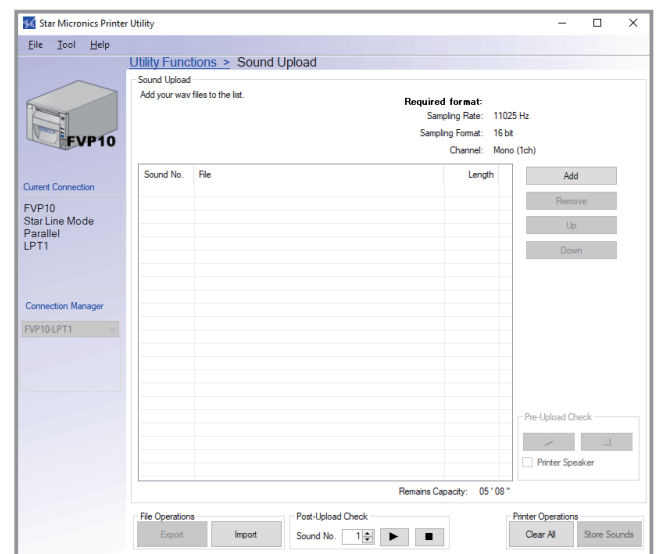 Star Micronics Printer Utility
File Tool Help
Utility Functions > Sound Upload
FVP10
Current Connection
FVP10
Star Line Mode
Parallel
LPT1
Connection Manager
FVP10-LPT1
Sound Upload
Add your wav files to the list.
Required format:
Sampling Rate: 11025 Hz
Sampling Format: 16 bit
Channel: Mono (1ch)
Sound No. File Length
Add
Remove
Up
Down
Pre-Upload Check
Printer Speaker
Remains Capacity: 05 ' 08 "
File Operations
Export Import
Post-Upload Check
Sound No. 1
Printer Operations
Clear All Store Sounds